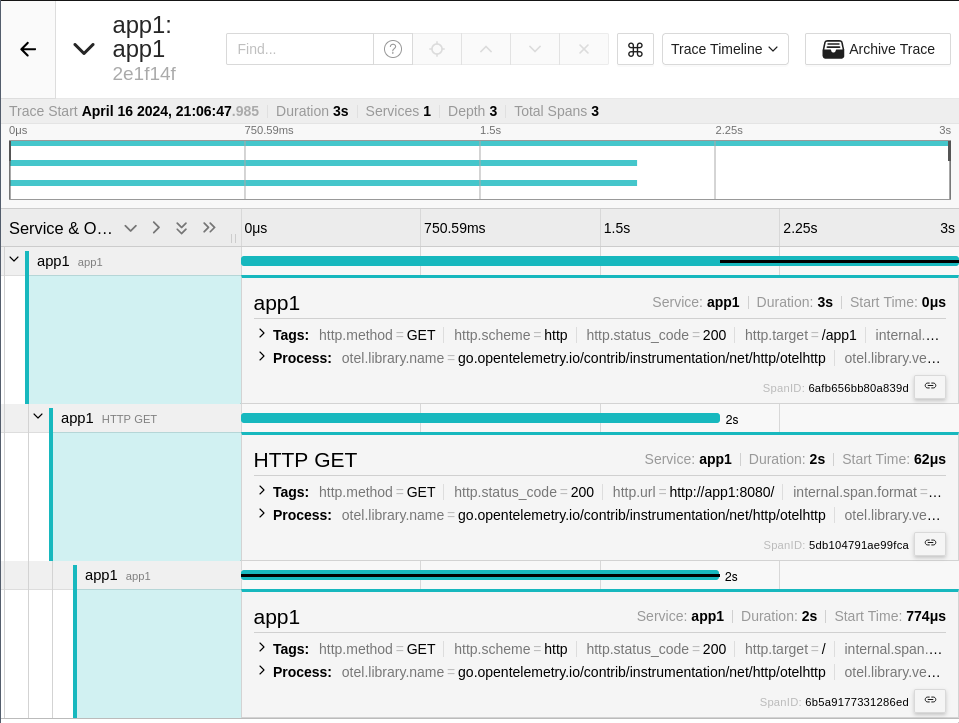 app1:
app1
2e1f14f
Find...
Trace Timeline
Archive Trace
Trace Start April 16 2024, 21:06:47.985 Duration 3s Services 1 Depth 3 Total Spans 3
0μs 750.59ms 1.5s 2.25s 3s
Service & O... 0μs 750.59ms 1.5s 2.25s 3s
app1 app1
app1 Service: app1 Duration: 3s Start Time: 0μs
Tags: http.method = GET http.scheme = http http.status_code = 200 http.target = /app1 internal....
Process: otel.library.name = go.opentelemetry.io/contrib/instrumentation/net/http/otelhttp otel.library.ve...
SpanID: 6afb656bb80a839d
app1 HTTP GET 2s
HTTP GET Service: app1 Duration: 2s Start Time: 62μs
Tags: http.method = GET http.status_code = 200 http.url = http://app1:8080/ internal.span.format =...
Process: otel.library.name = go.opentelemetry.io/contrib/instrumentation/net/http/otelhttp otel.library.ve...
SpanID: 5db104791ae99fca
app1 app1 2s
app1 Service: app1 Duration: 2s Start Time: 774μs
Tags: http.method = GET http.scheme = http http.status_code = 200 http.target = / internal.span....
Process: otel.library.name = go.opentelemetry.io/contrib/instrumentation/net/http/otelhttp otel.library.ve...
SpanID: 6b5a9177331286ed